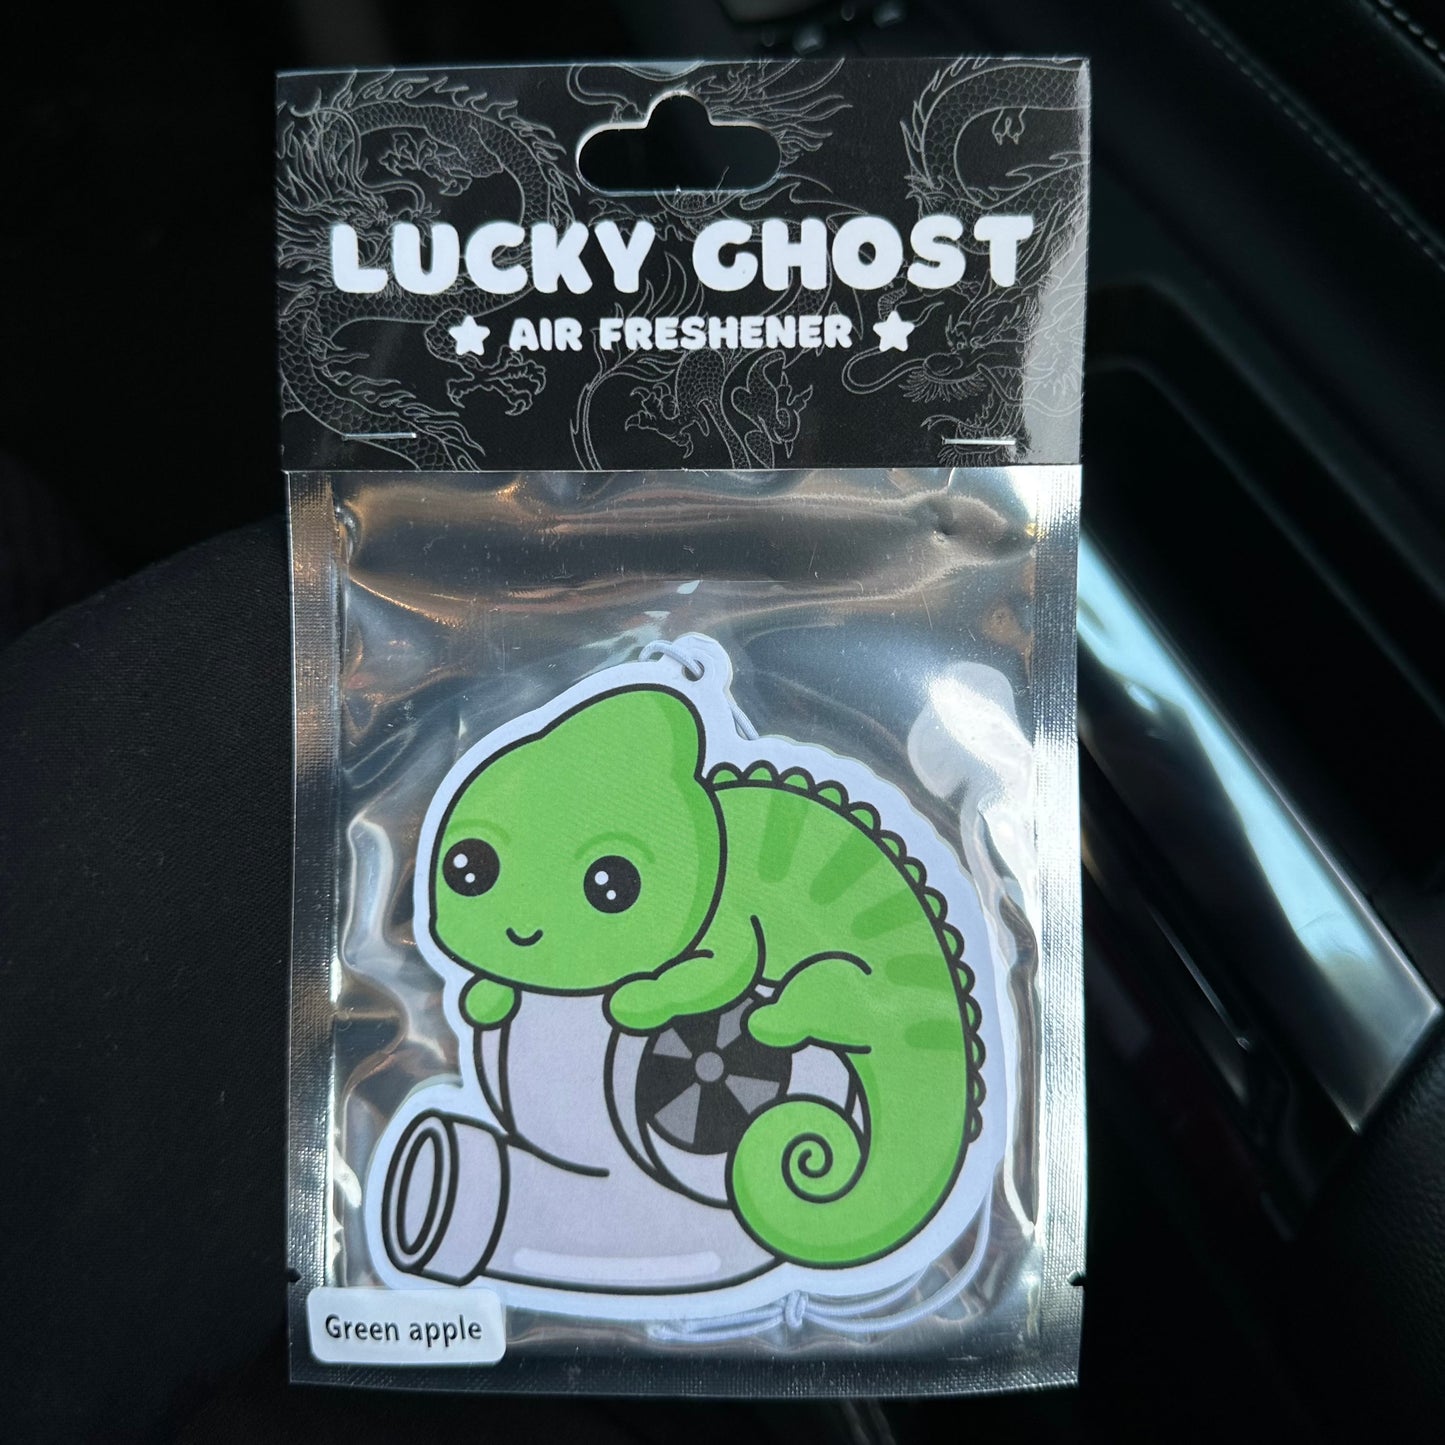 LUCKY GHOST
AIR FRESHENER
Green apple